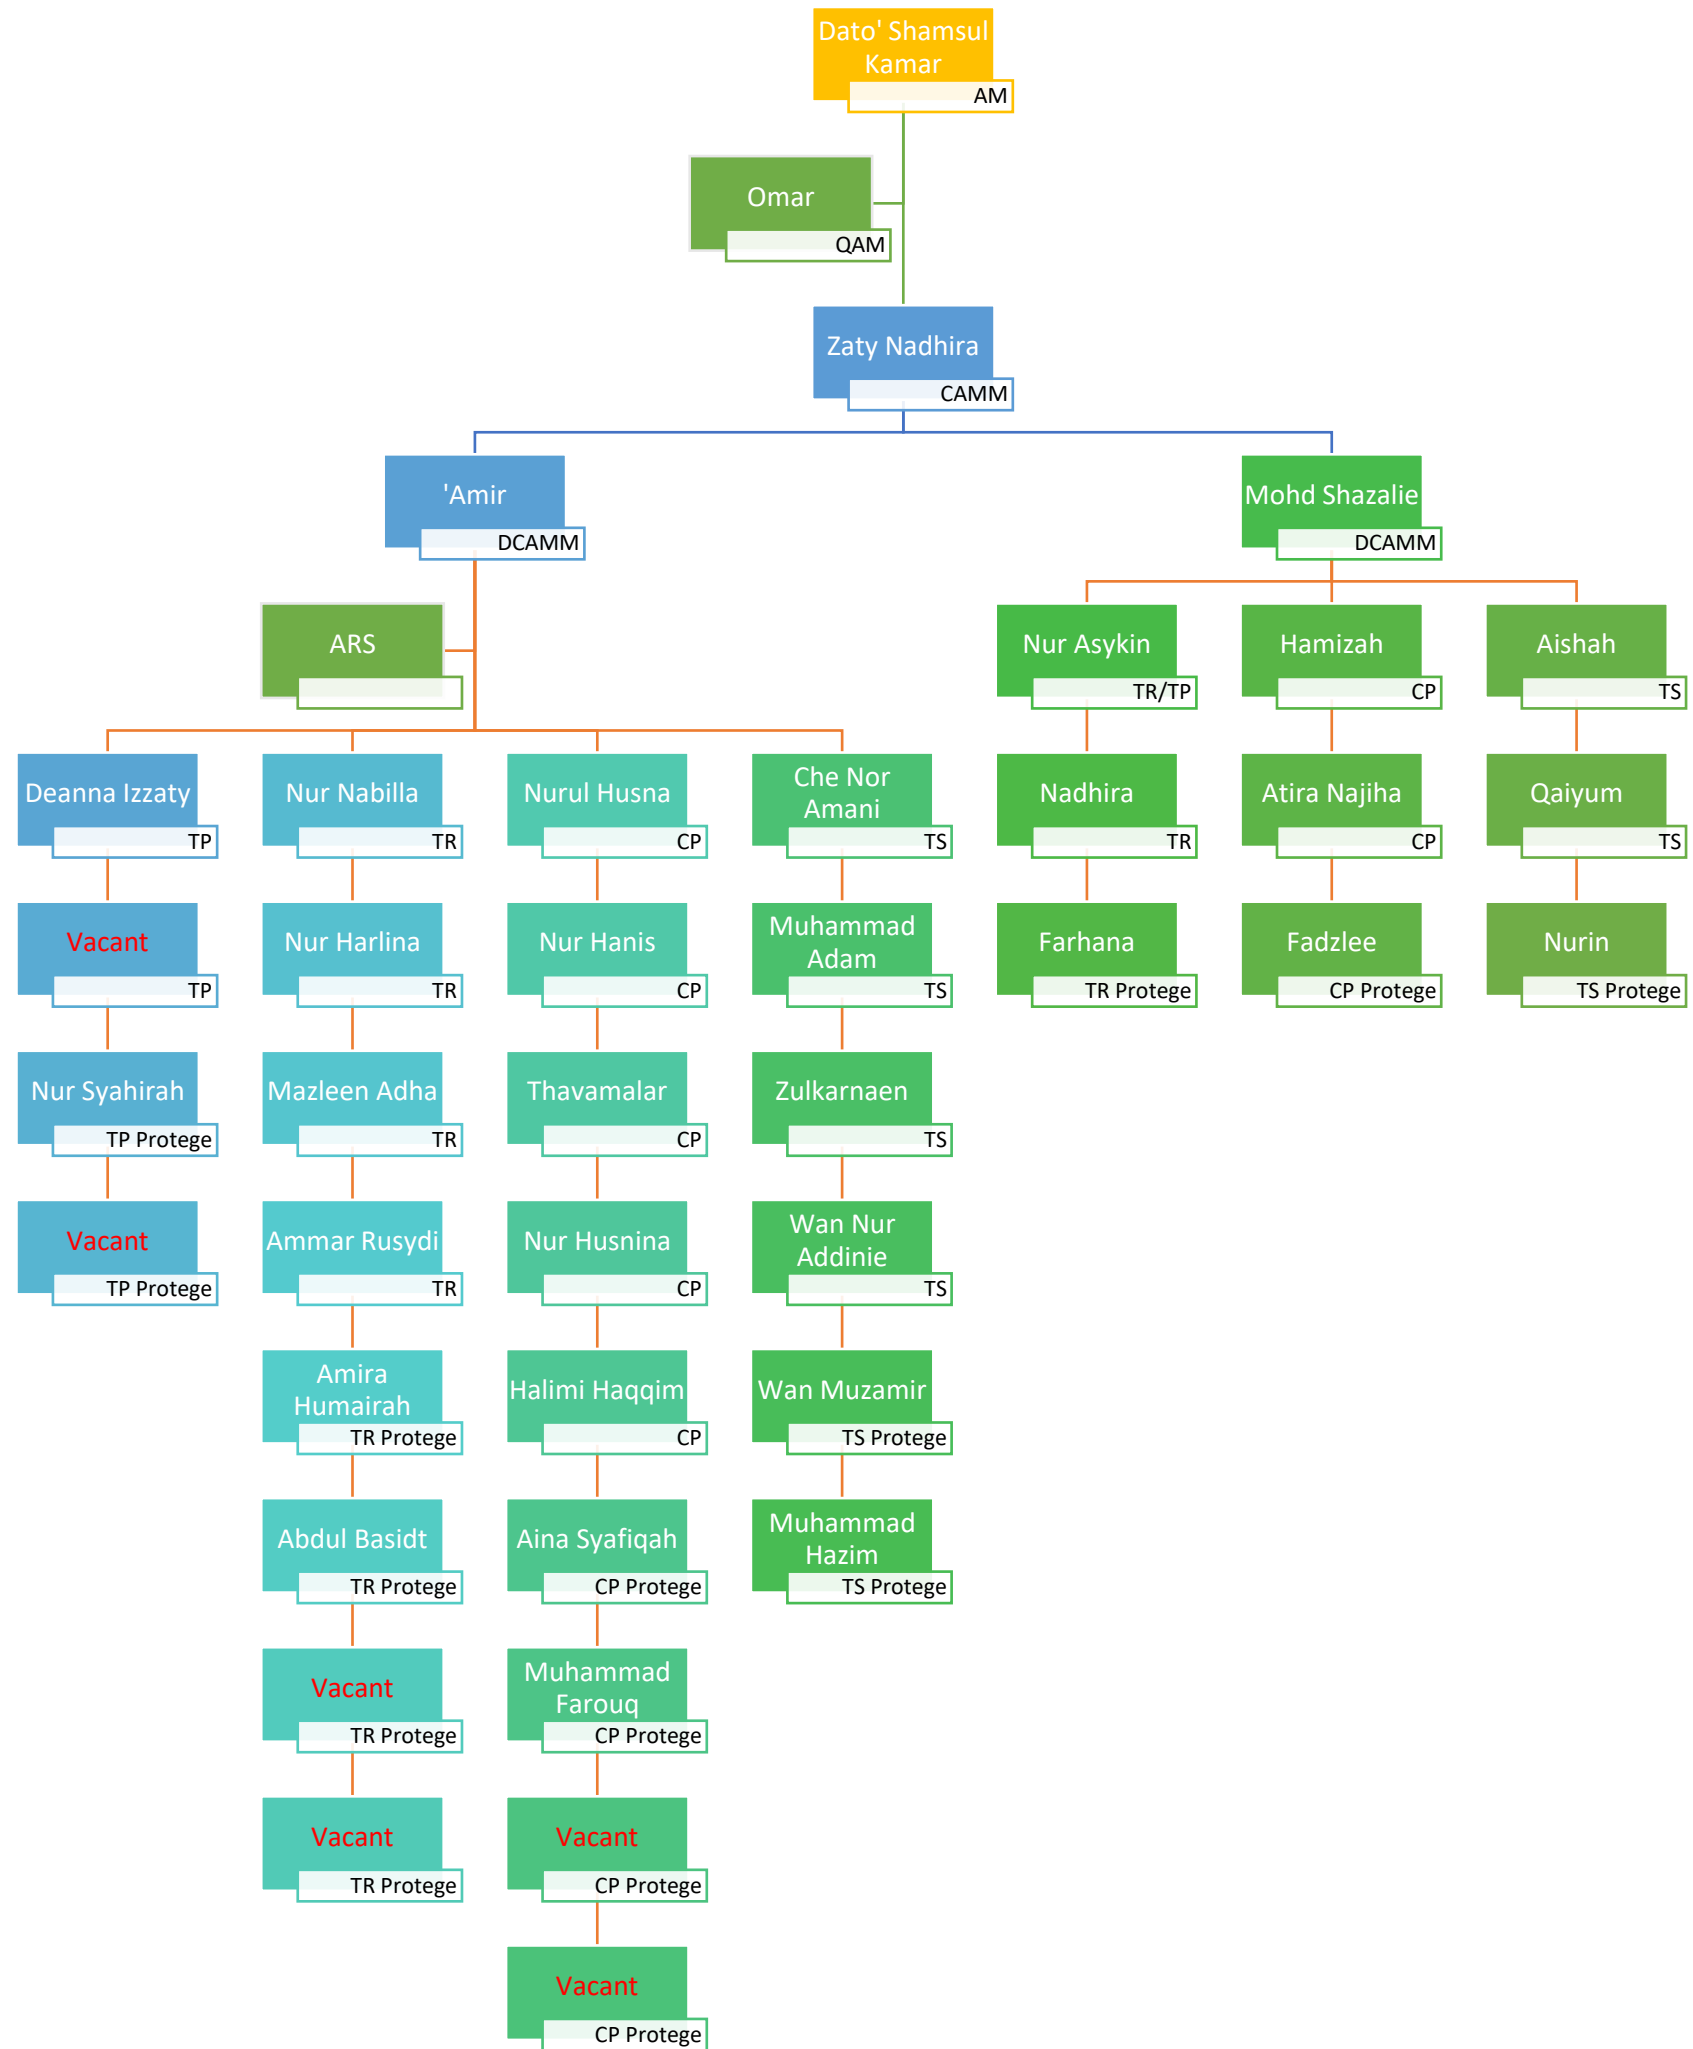 Dato' Shamsul
Kamar
AM
Omar
QAM
Zaty Nadhira
CAMM
'Amir
DCAMM
Mohd Shazalie
DCAMM
ARS
Nur Asykin
TR/TP
Hamizah
CP
Aishah
TS
Deanna Izzaty
TP
Nur Nabilla
TR
Nurul Husna
CP
Che Nor
Amani
TS
Nadhira
TR
Atira Najiha
CP
Qaiyum
TS
Vacant
TP
Nur Harlina
TR
Nur Hanis
CP
Muhammad
Adam
TS
Farhana
TR Protege
Fadzlee
CP Protege
Nurin
TS Protege
Nur Syahirah
TP Protege
Mazleen Adha
TR
Thavamalar
CP
Zulkarnaen
TS
Vacant
TP Protege
Ammar Rusydi
TR
Nur Husnina
CP
Wan Nur
Addinie
TS
Amira
Humairah
TR Protege
Halimi Haqqim
CP
Wan Muzamir
TS Protege
Abdul Basidt
TR Protege
Aina Syafiqah
CP Protege
Muhammad
Hazim
TS Protege
Vacant
TR Protege
Muhammad
Farouq
CP Protege
Vacant
TR Protege
Vacant
CP Protege
Vacant
CP Protege